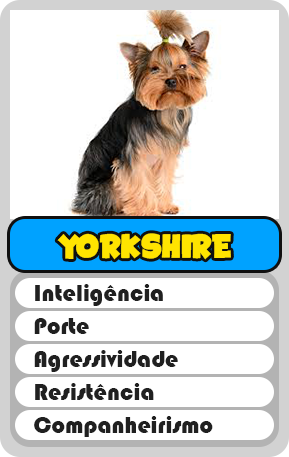 YORKSHIRE
Inteligência
Porte
Agressividade
Resistência
Companheirismo